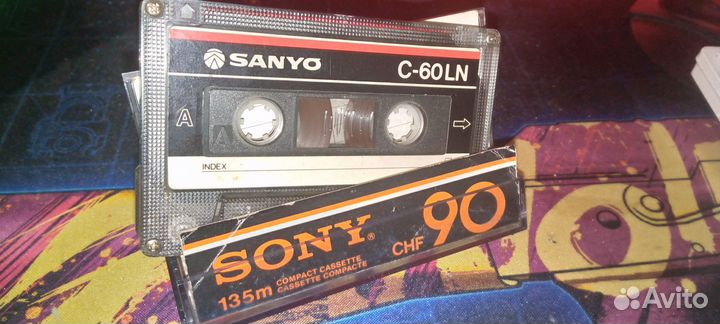 SANYO
C-60LN
A
A
INDEX
SONY®
CHF 90
COMPACT CASSETTE
135m CASSETTE COMPACTE
Avito